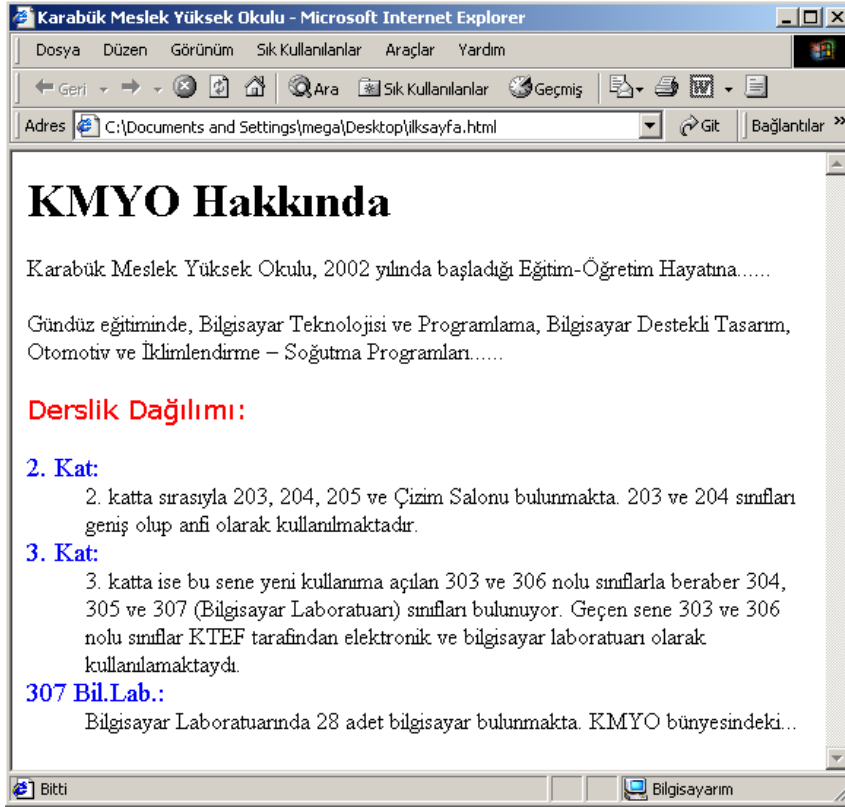 Karabük Meslek Yüksek Okulu - Microsoft Internet Explorer
Dosya Düzen Görünüm Sık Kullanılanlar Araçlar Yardım
Geri Ara Sık Kullanılanlar Geçmiş
Adres C:\Documents and Settings\mega\Desktop\ilksayfa.html Git Bağlantılar »
KMYO Hakkında
Karabük Meslek Yüksek Okulu, 2002 yılında başladığı Eğitim-Öğretim Hayatına......
Gündüz eğitiminde, Bilgisayar Teknolojisi ve Programlama, Bilgisayar Destekli Tasarım,
Otomotiv ve İklimlendirme – Soğutma Programları......
Derslik Dağılımı:
2. Kat:
2. katta sırasıyla 203, 204, 205 ve Çizim Salonu bulunmakta. 203 ve 204 sınıfları
geniş olup anfi olarak kullanılmaktadır.
3. Kat:
3. katta ise bu sene yeni kullanıma açılan 303 ve 306 nolu sınıflarla beraber 304,
305 ve 307 (Bilgisayar Laboratuarı) sınıfları bulunuyor. Geçen sene 303 ve 306
nolu sınıflar KTEF tarafından elektronik ve bilgisayar laboratuarı olarak
kullanılamaktaydı.
307 Bil.Lab.:
Bilgisayar Laboratuarında 28 adet bilgisayar bulunmakta. KMYO bünyesindeki...
Bitti Bilgisayarım